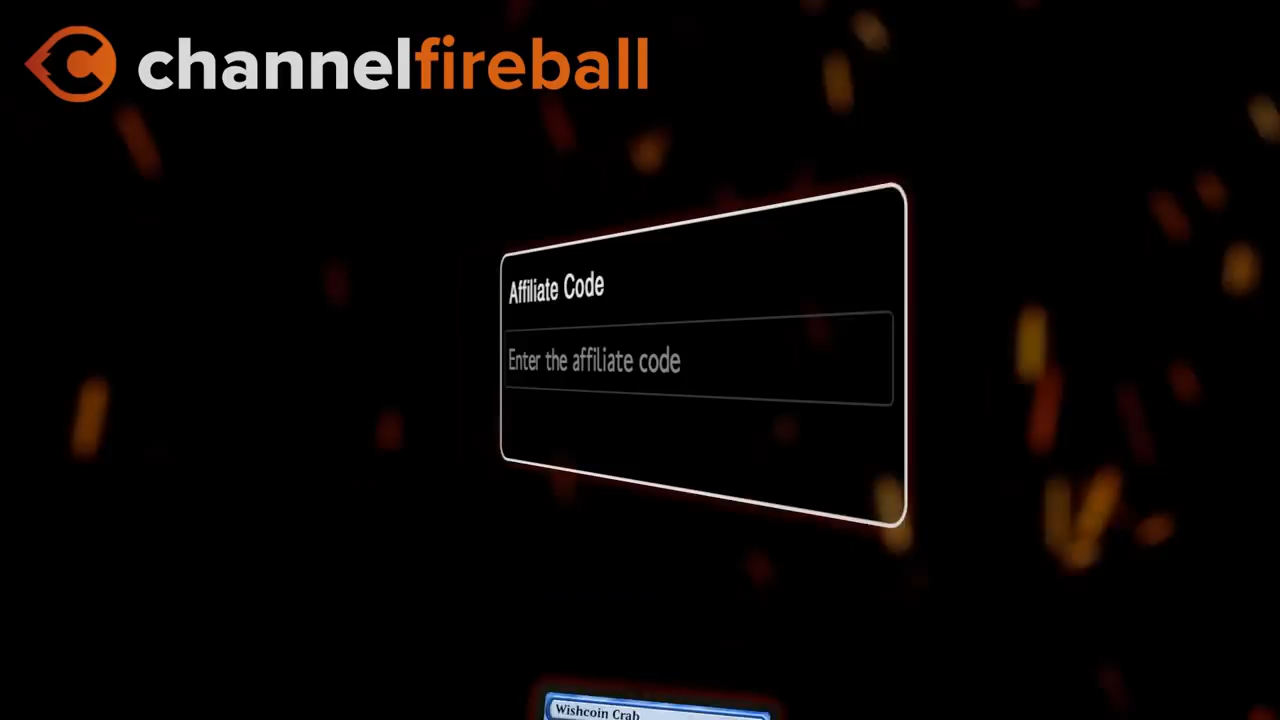 channelfireball
Affiliate Code
Enter the affiliate code
Wishcoin Crab